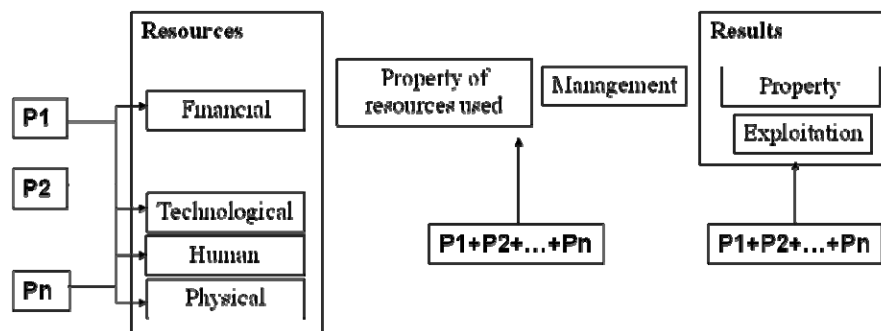 Resources
Results
Property of
resources used
Management
Property
Financial
P1
Exploitation
P2
Technological
P1+P2+...+Pn
P1+P2+...+Pn
Human
Pn
Physical